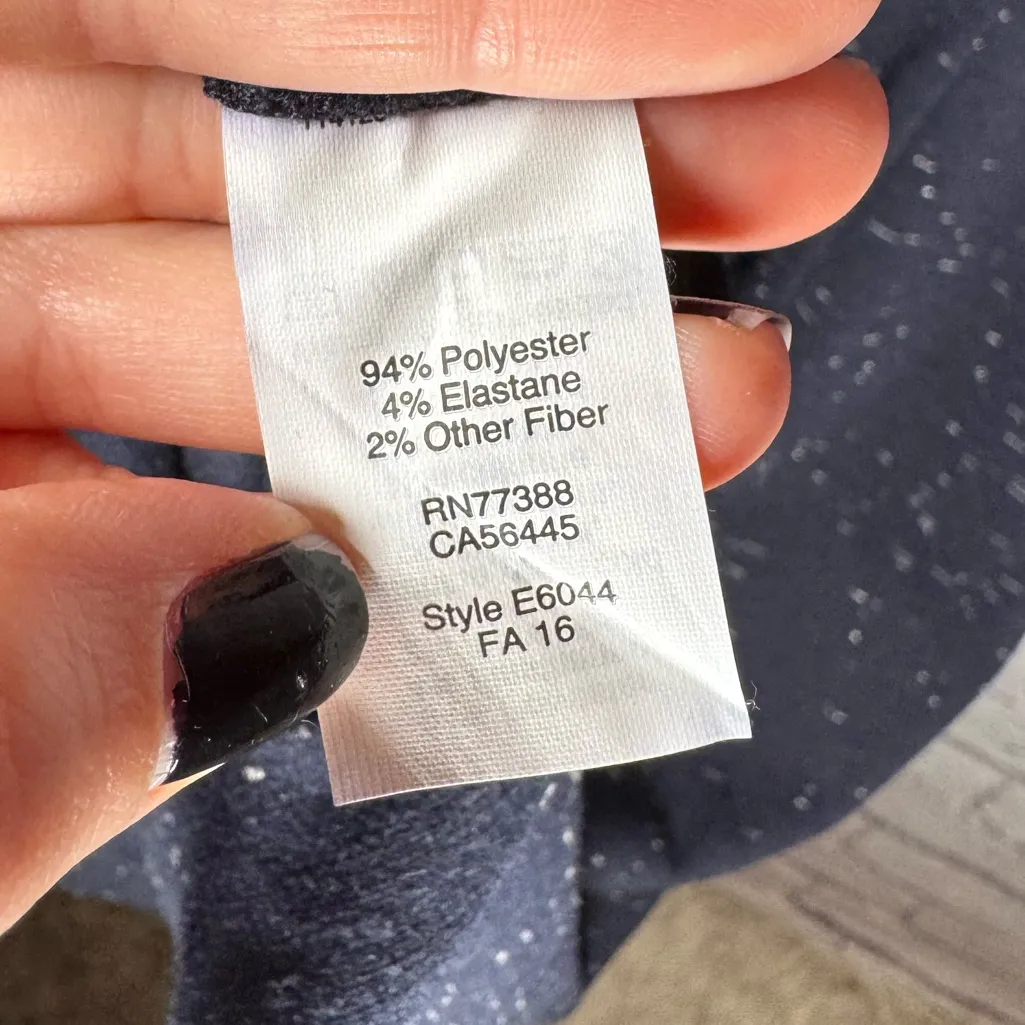 94% Polyester
4% Elastane
2% Other Fiber
RN77388
CA56445
Style E6044
FA 16